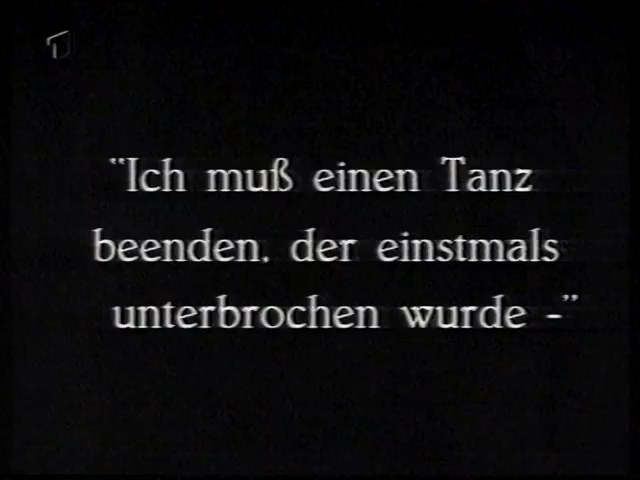 "Ich muß einen Tanz
beenden, der einstmals
unterbrochen wurde -"